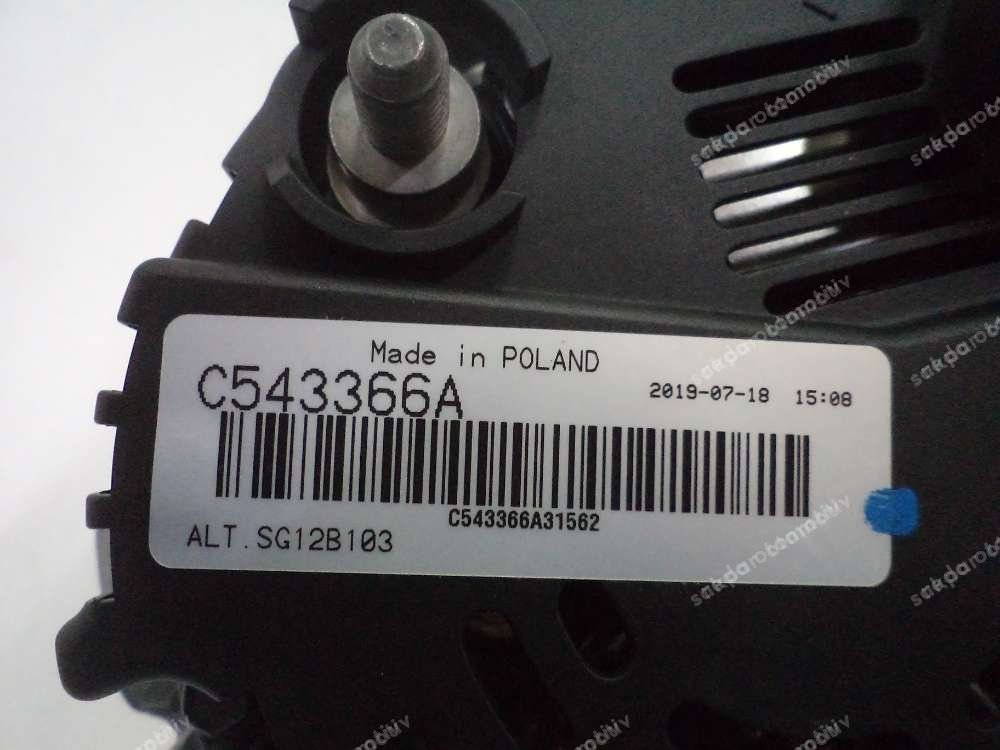 Made in POLAND
C543366A
2019-07-18 15:08
C543366A31562
ALT.SG12B103